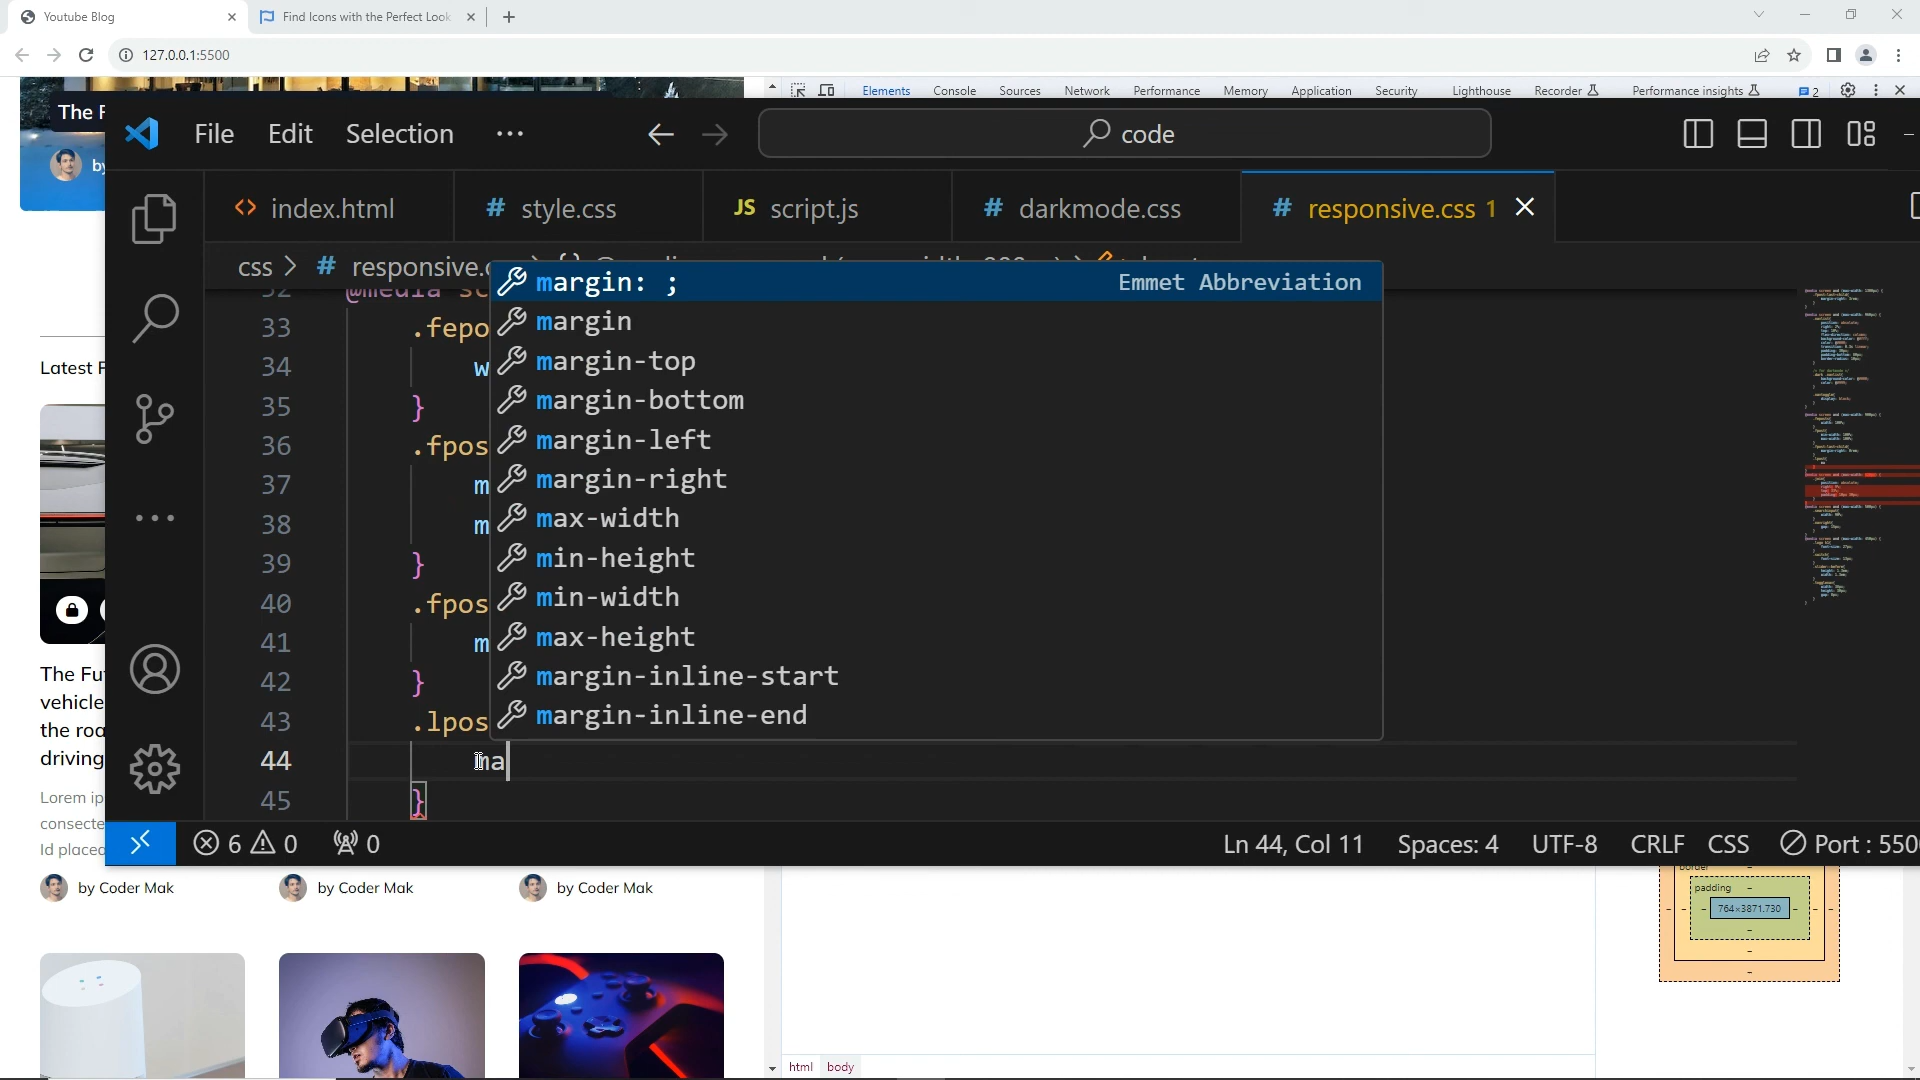 Youtube Blog
Find Icons with the Perfect Look
127.0.0.1:5500
Elements Console Sources Network Performance Memory Application Security Lighthouse Recorder Performance insights 2
The F
by
File Edit Selection ··· code
index.html
# style.css
JS script.js
# darkmode.css
# responsive.css 1
css > # responsive.c
margin: ; Emmet Abbreviation
margin
margin-top
margin-bottom
margin-left
margin-right
max-width
min-height
min-width
max-height
margin-inline-start
margin-inline-end
33 .fepo
34 w
35 }
36 .fpos
37 m
38 m
39 }
40 .fpos
41 m
42 }
43 .lpos
44 ma
45 }
6 0 0
Ln 44, Col 11 Spaces: 4 UTF-8 CRLF CSS Port : 550
Latest F
The Fu
vehicle
the roa
driving
Lorem ip
consecte
Id placea
by Coder Mak
by Coder Mak
by Coder Mak
padding
764×3871.730
html body